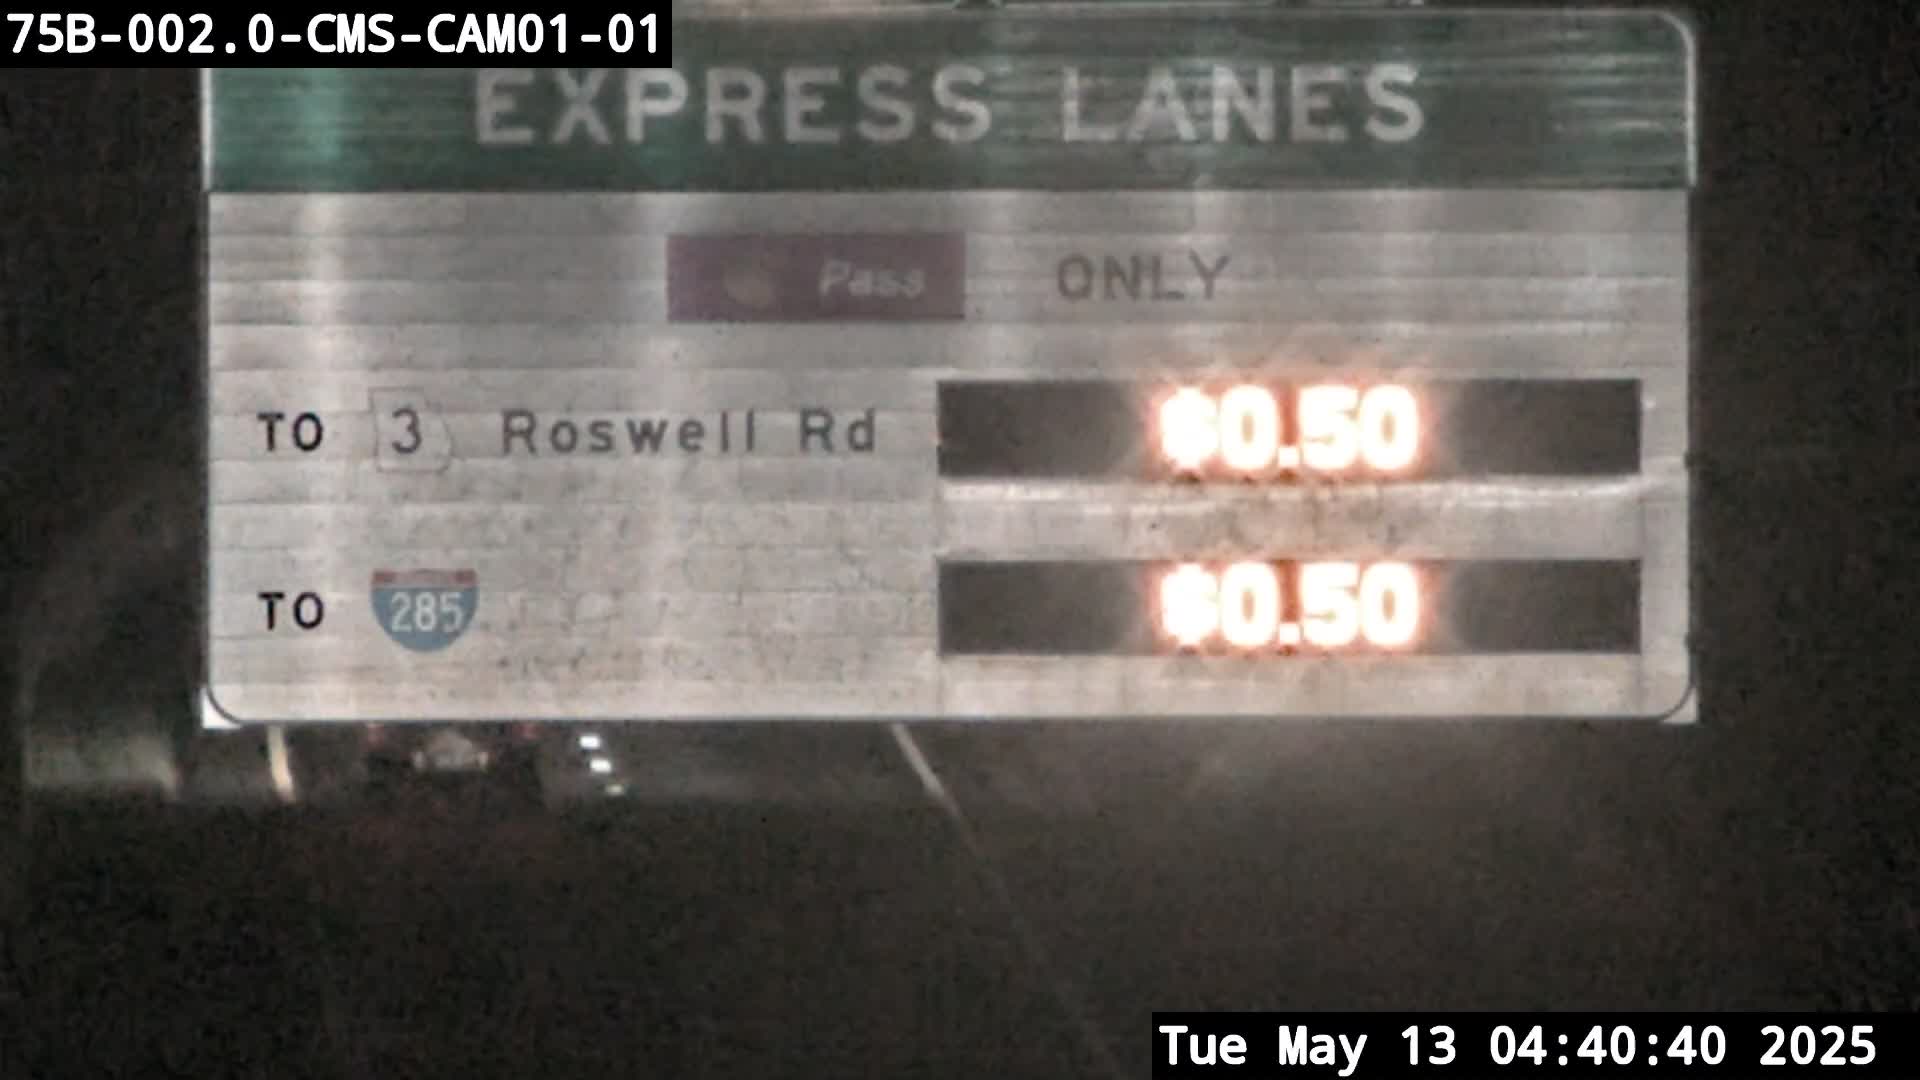 75B-002.0-CMS-CAM01-01
EXPRESS LANES
Pass ONLY
TO 3 Roswell Rd $0.50
TO 285 $0.50
Tue May 13 04:40:40 2025